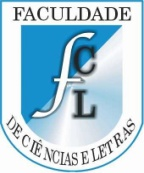 FACULDADE
fCL
DE CIÊNCIAS E LETRAS